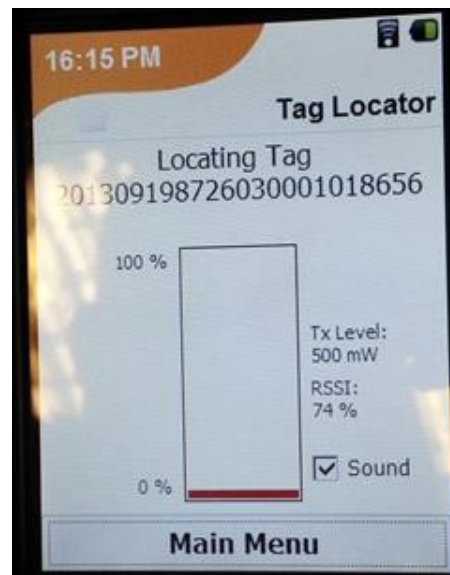 16:15 PM
Tag Locator
Locating Tag
201309198726030001018656
100 %
Tx Level:
500 mW
RSSI:
74 %
Sound
0 %
Main Menu